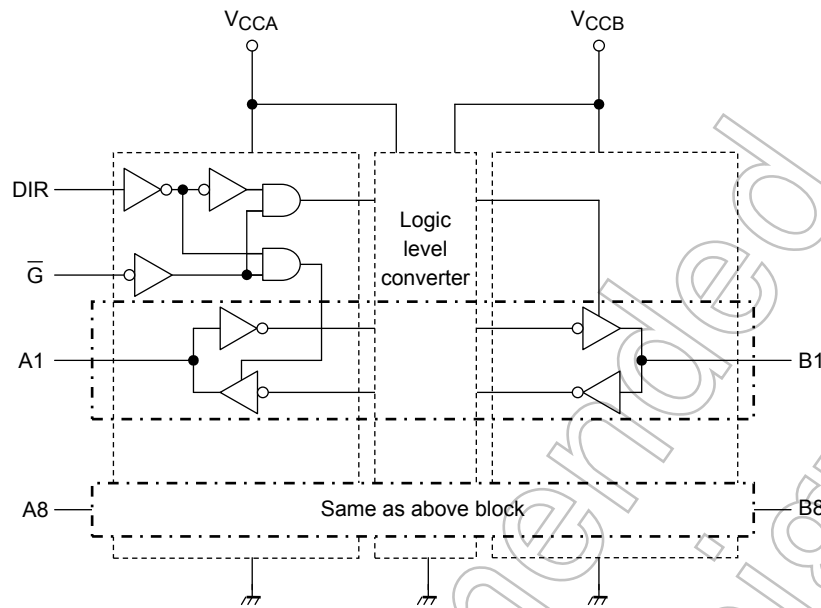 VCCA
VCCB
DIR
G̅
Logic
level
converter
A1
B1
A8
Same as above block
B8